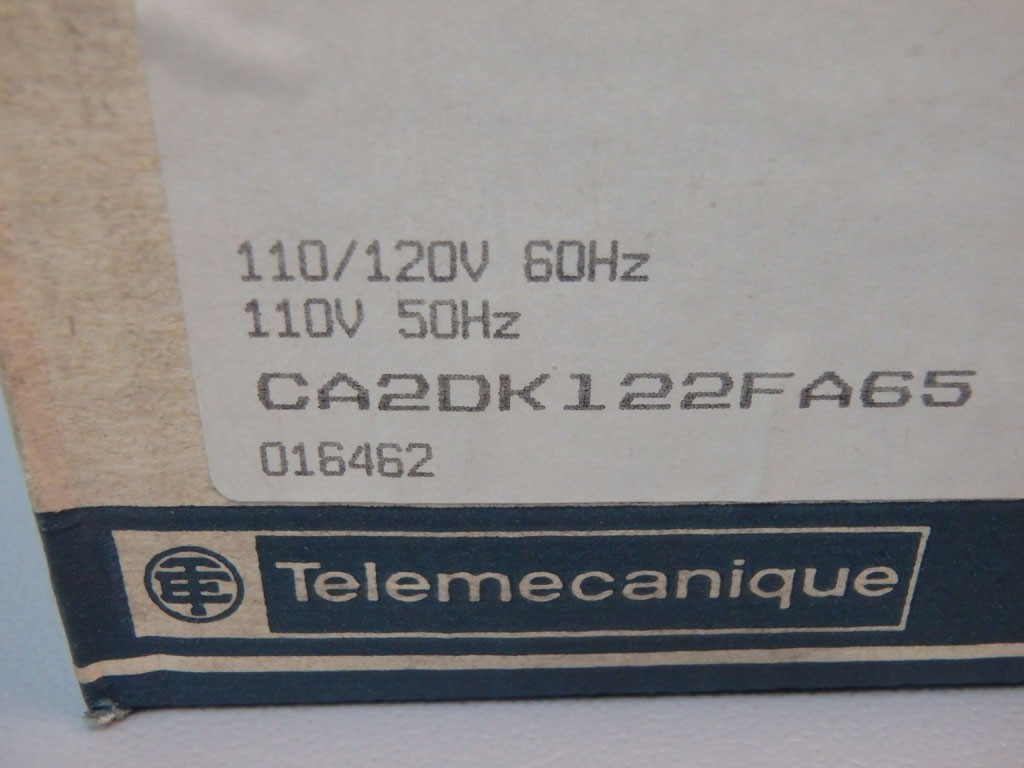 110/120V 60Hz
110V 50Hz
CA2DK122FA65
016462
Telemecanique